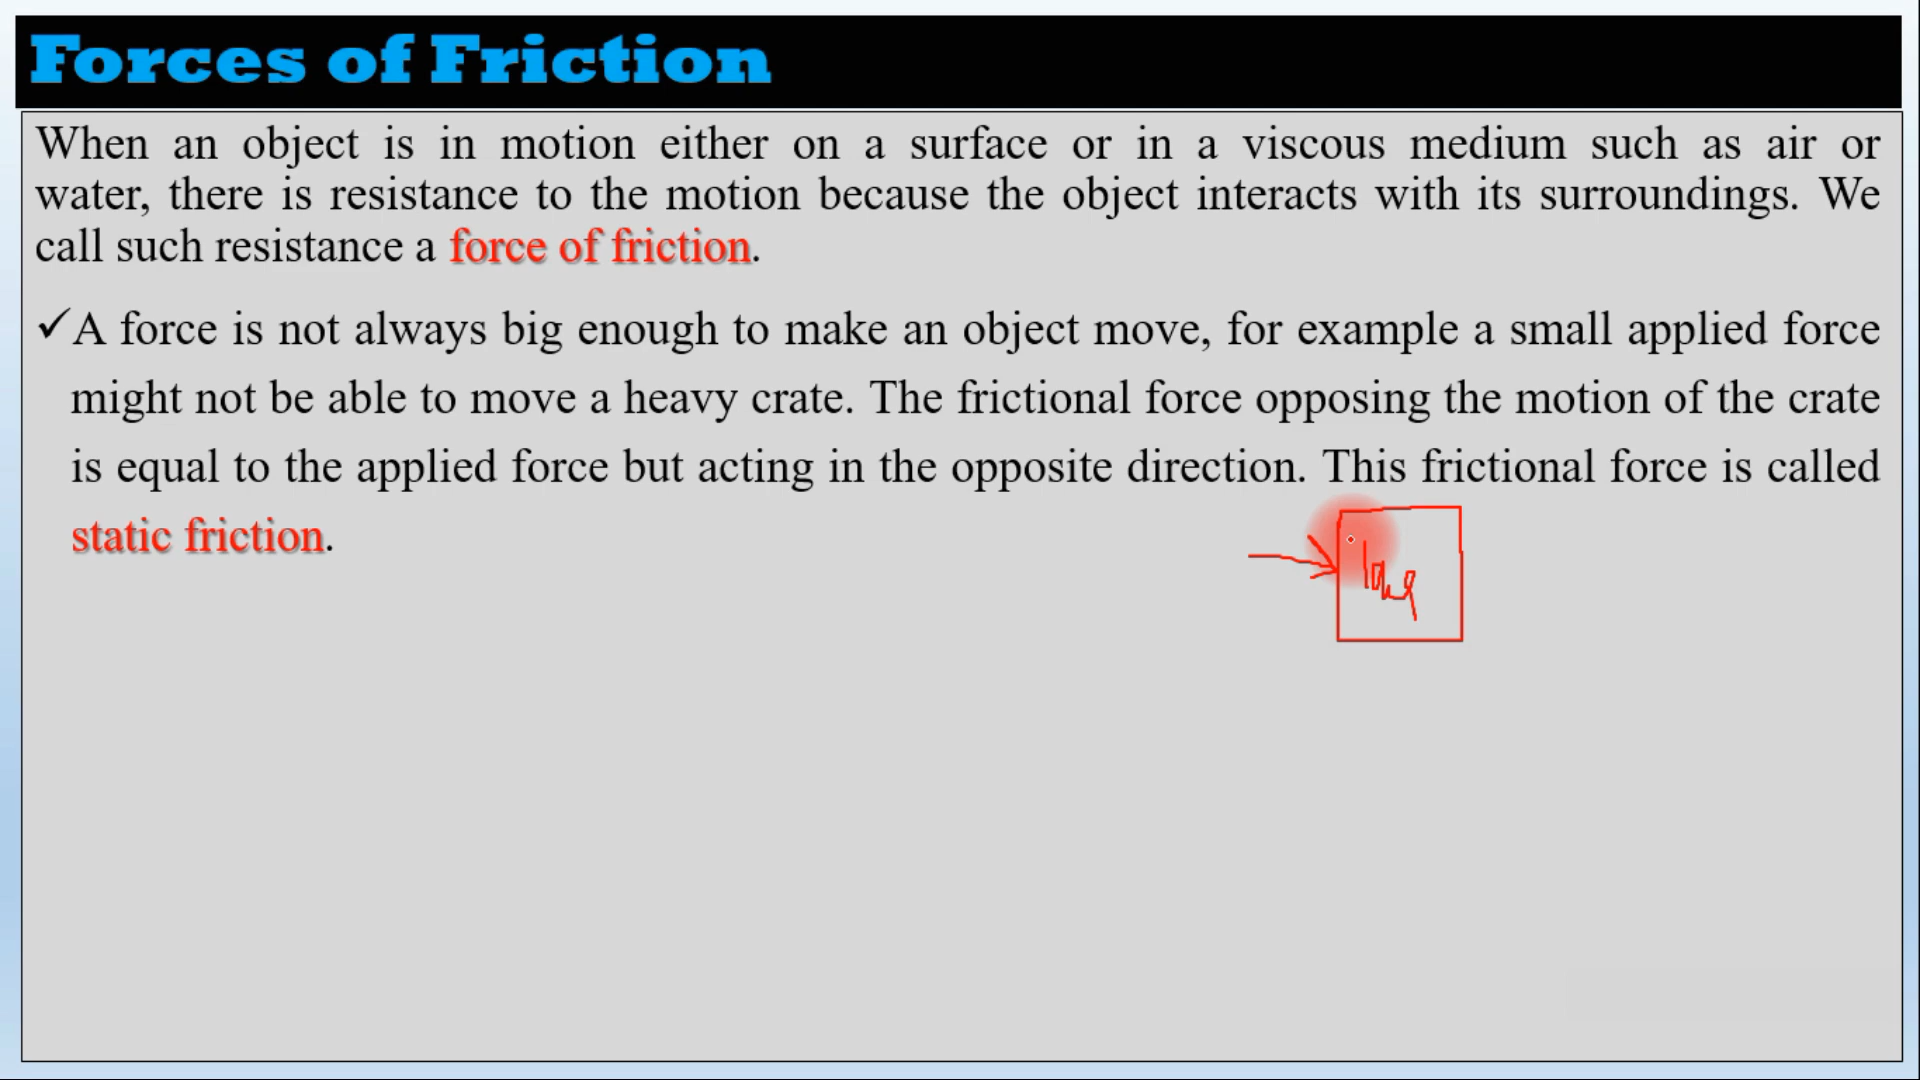 Forces of Friction
When an object is in motion either on a surface or in a viscous medium such as air or
water, there is resistance to the motion because the object interacts with its surroundings. We
call such resistance a force of friction.
✓A force is not always big enough to make an object move, for example a small applied force
might not be able to move a heavy crate. The frictional force opposing the motion of the crate
is equal to the applied force but acting in the opposite direction. This frictional force is called
static friction.